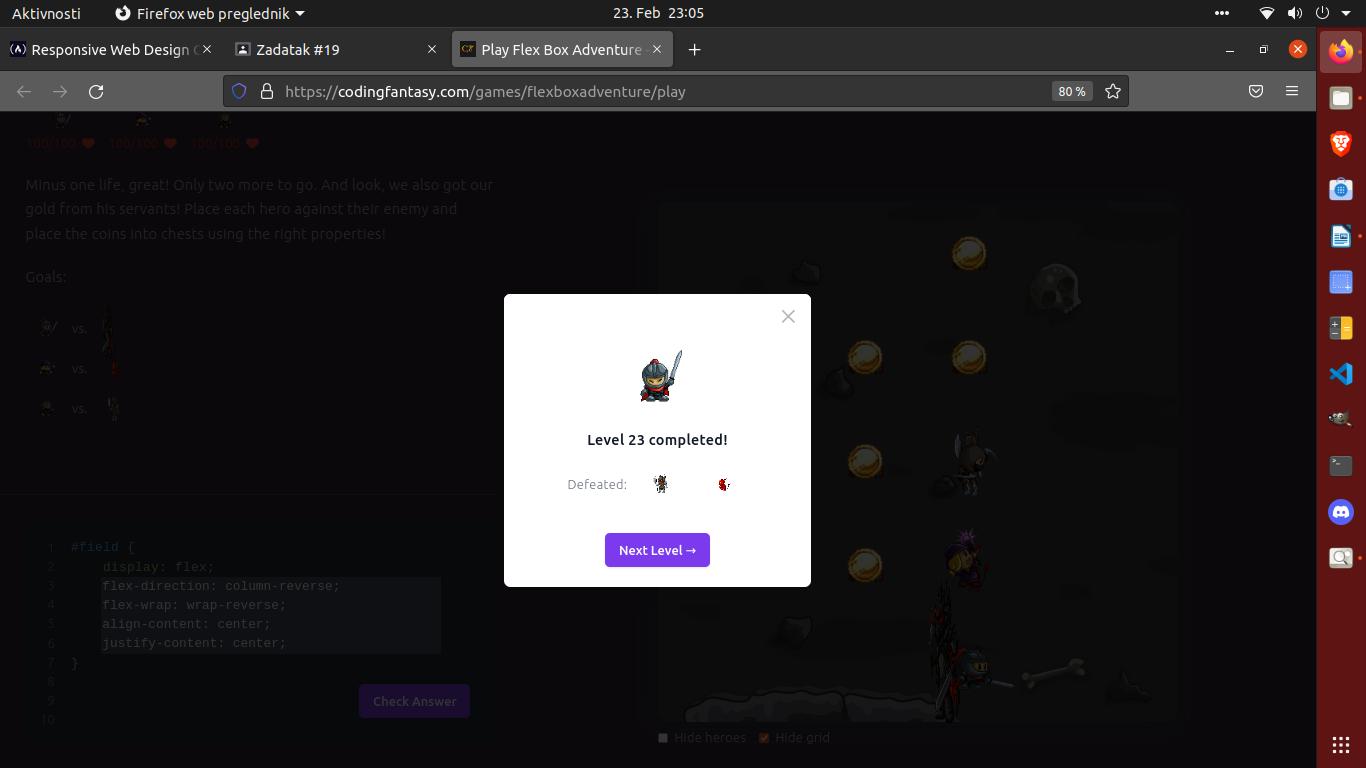 Aktivnosti
Firefox web preglednik
23. Feb 23:05
Responsive Web Design
Zadatak #19
Play Flex Box Adventure
https://codingfantasy.com/games/flexboxadventure/play
80 %
100/100 100/100 100/100
Minus one life, great! Only two more to go. And look, we also got our
gold from his servants! Place each hero against their enemy and
place the coins into chests using the right properties!
Goals:
vs.
vs.
vs.
Level 23 completed!
Defeated:
Next Level →
1 #field {
2 display: flex;
3 flex-direction: column-reverse;
4 flex-wrap: wrap-reverse;
5 align-content: center;
6 justify-content: center;
7 }
8
9
10
Check Answer
Hide heroes
Hide grid